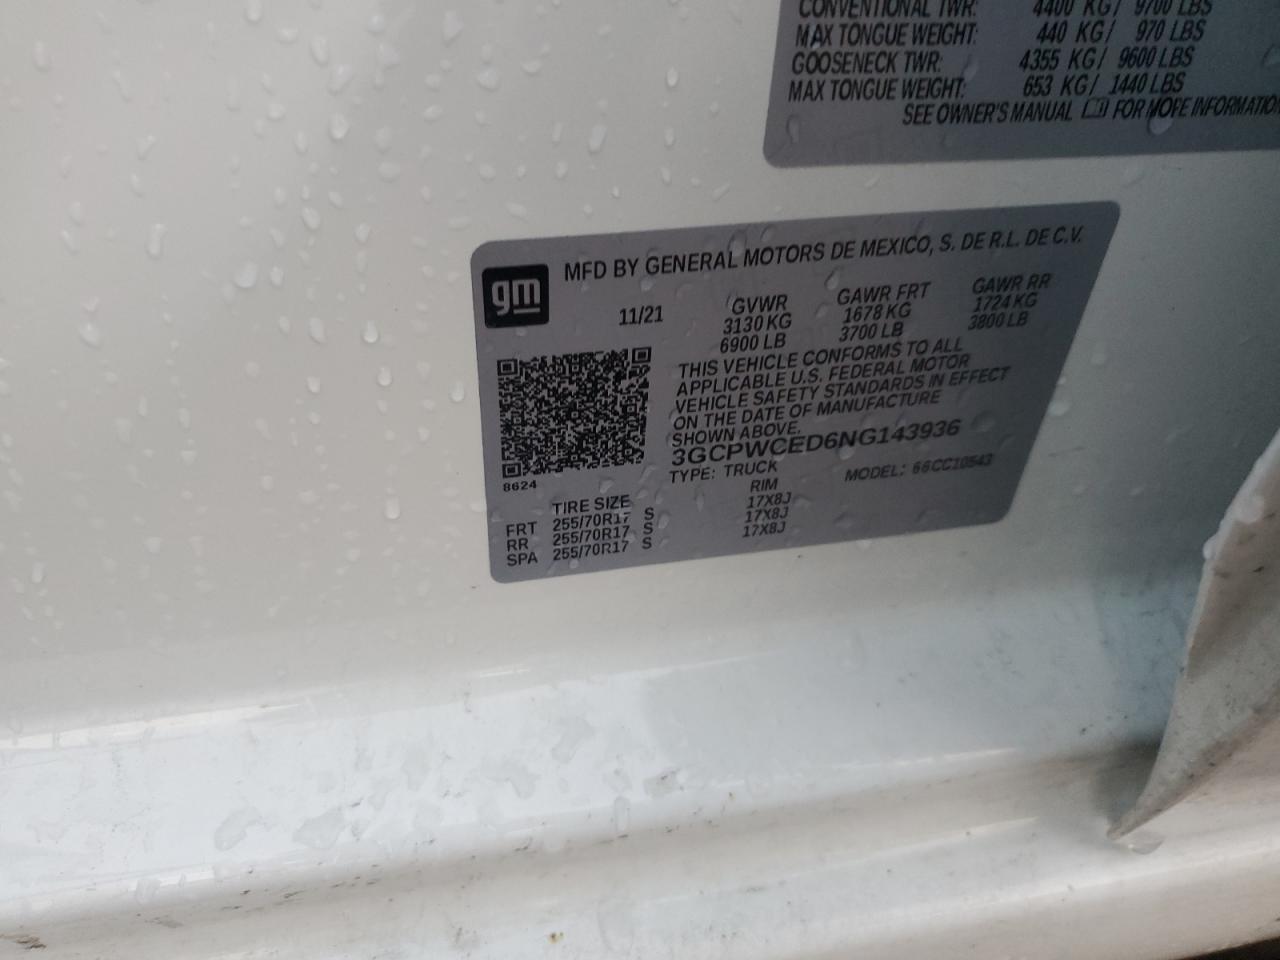 CONVENTIONAL TWR: 4400 KG/ 9700 LBS
MAX TONGUE WEIGHT: 440 KG/ 970 LBS
GOOSENECK TWR: 4355 KG/ 9600 LBS
MAX TONGUE WEIGHT: 653 KG/ 1440 LBS
SEE OWNER'S MANUAL FOR MORE INFORMATION
gm
MFD BY GENERAL MOTORS DE MEXICO, S. DE R.L. DE C.V.
11/21 GVWR GAWR FRT GAWR RR
3130 KG 1678 KG 1724 KG
6900 LB 3700 LB 3800 LB
THIS VEHICLE CONFORMS TO ALL
APPLICABLE U.S. FEDERAL MOTOR
VEHICLE SAFETY STANDARDS IN EFFECT
ON THE DATE OF MANUFACTURE
SHOWN ABOVE.
3GCPWCED6NG143936
TYPE: TRUCK MODEL: 66CC10543
8624
TIRE SIZE RIM
FRT 255/70R17 S 17X8J
RR 255/70R17 S 17X8J
SPA 255/70R17 S 17X8J